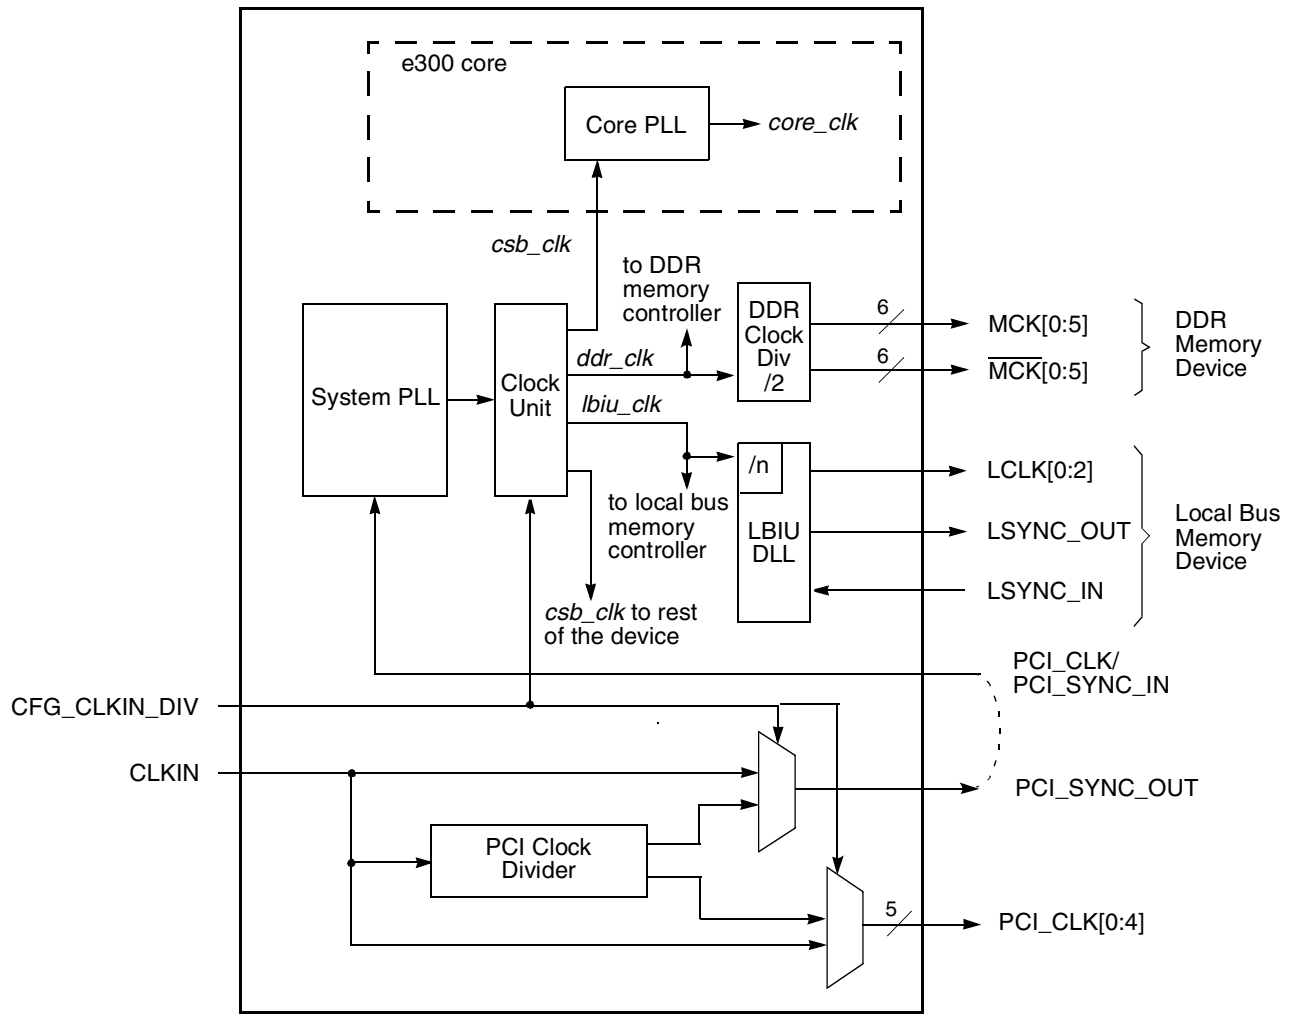 e300 core
Core PLL
core_clk
csb_clk
to DDR
memory
controller
DDR
Clock
Div
/2
6
MCK[0:5]
6
M̅C̅K̅[0:5]
DDR
Memory
Device
System PLL
Clock
Unit
ddr_clk
lbiu_clk
/n
LBIU
DLL
to local bus
memory
controller
LCLK[0:2]
LSYNC_OUT
LSYNC_IN
Local Bus
Memory
Device
csb_clk to rest
of the device
PCI_CLK/
PCI_SYNC_IN
CFG_CLKIN_DIV
CLKIN
PCI_SYNC_OUT
PCI Clock
Divider
5
PCI_CLK[0:4]